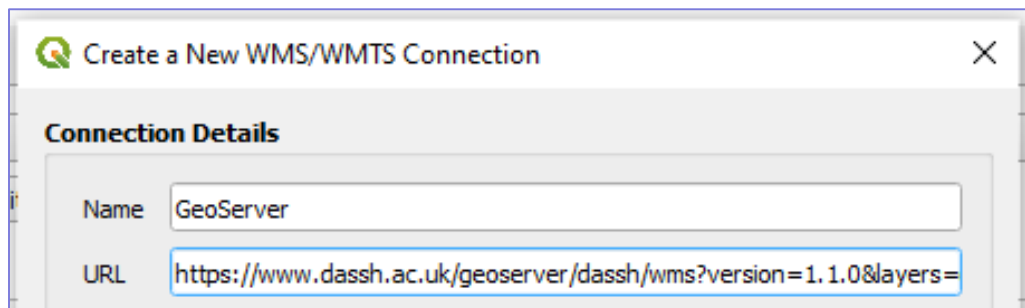 Create a New WMS/WMTS Connection
Connection Details
Name GeoServer
URL https://www.dassh.ac.uk/geoserver/dassh/wms?version=1.1.0&layers=